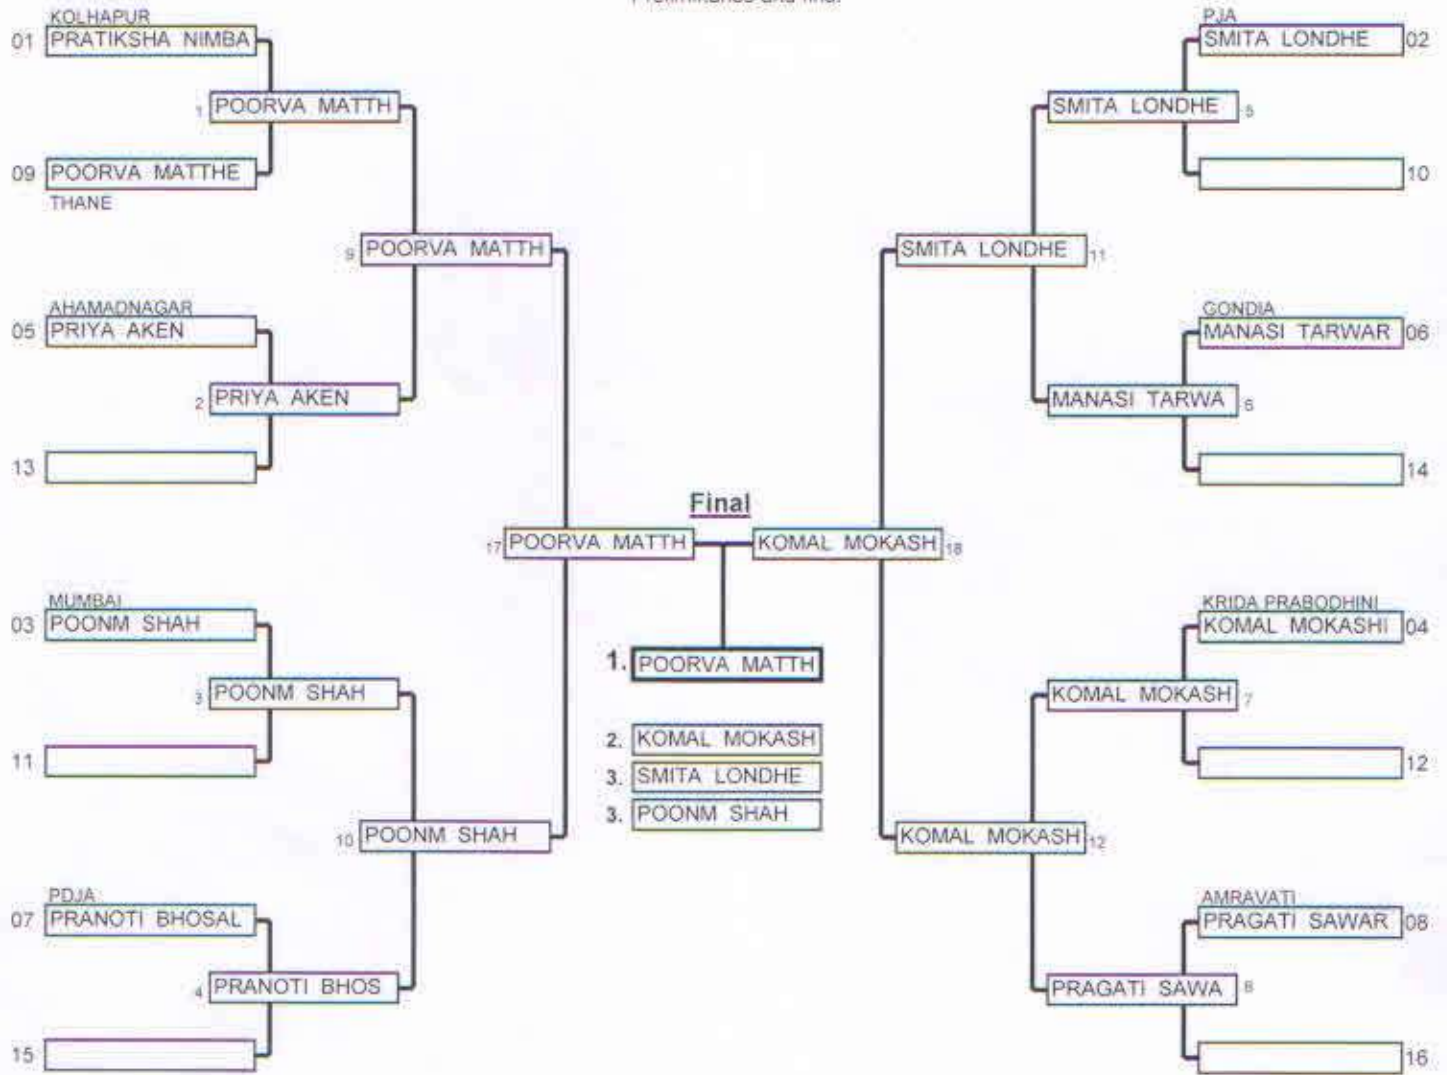 KOLHAPUR
01 PRATIKSHA NIMBA
1 POORVA MATTH
09 POORVA MATTHE
THANE
9 POORVA MATTH
AHAMADNAGAR
05 PRIYA AKEN
2 PRIYA AKEN
13
17 POORVA MATTH
MUMBAI
03 POONM SHAH
3 POONM SHAH
11
10 POONM SHAH
PDJA
07 PRANOTI BHOSAL
4 PRANOTI BHOS
15
Final
1. POORVA MATTH
2. KOMAL MOKASH
3. SMITA LONDHE
3. POONM SHAH
PJA
SMITA LONDHE 02
SMITA LONDHE 5
10
SMITA LONDHE 11
GONDIA
MANASI TARWAR 06
MANASI TARWA 6
14
KOMAL MOKASH 18
KRIDA PRABODHINI
KOMAL MOKASHI 04
KOMAL MOKASH 7
12
KOMAL MOKASH 12
AMRAVATI
PRAGATI SAWAR 08
PRAGATI SAWA 8
16